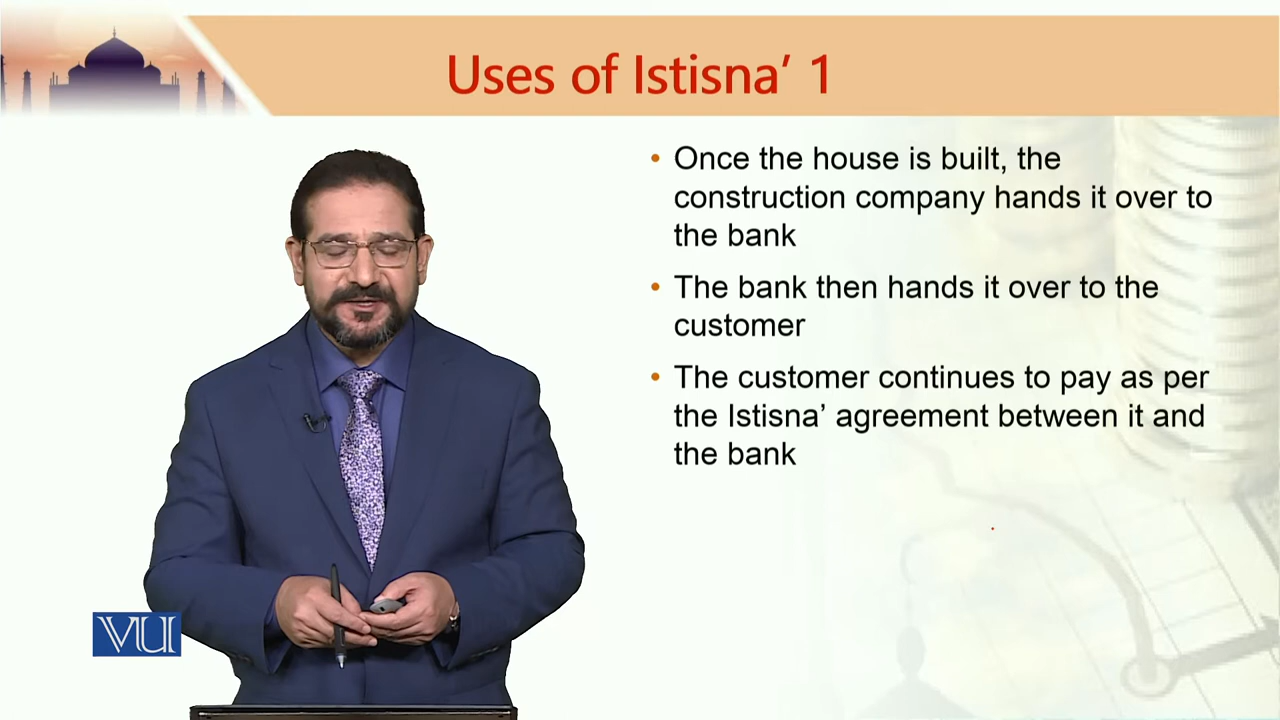 Uses of Istisna’ 1
• Once the house is built, the
construction company hands it over to
the bank
• The bank then hands it over to the
customer
• The customer continues to pay as per
the Istisna’ agreement between it and
the bank
VU